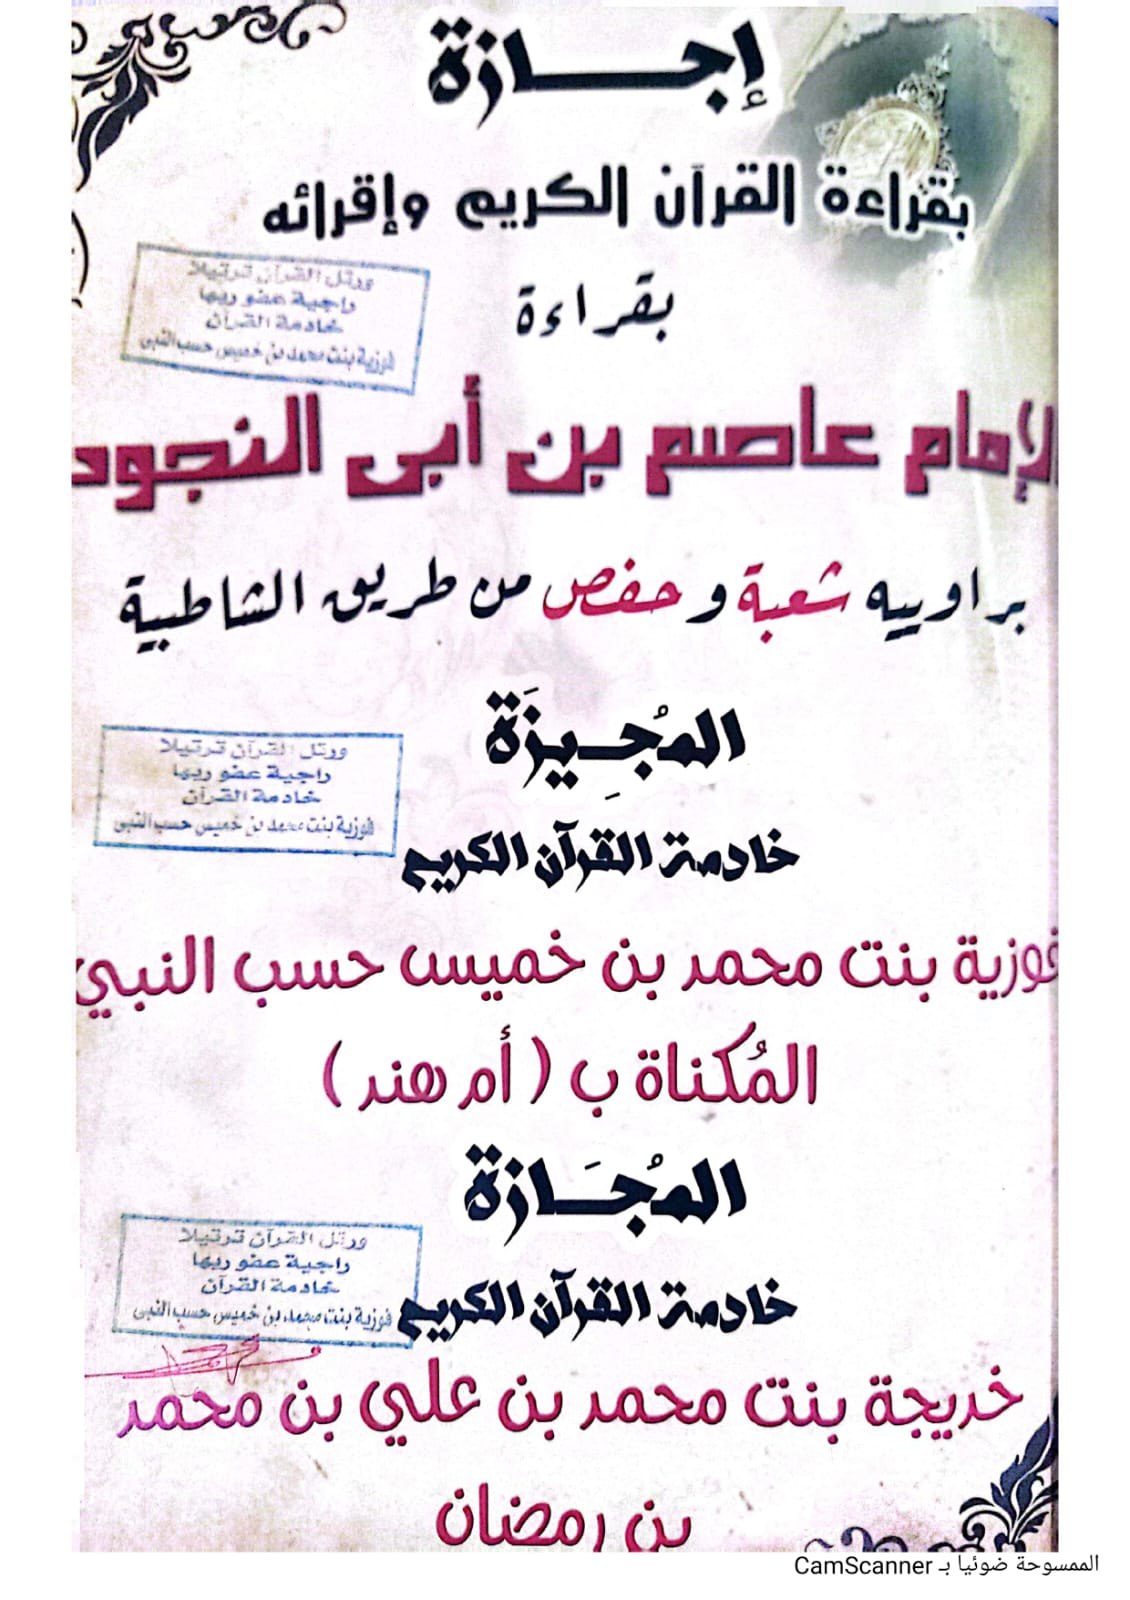 إجازة
بقراءة القرآن الكريم وإقرائه
ورتل القرآن ترتيلا
راجية عفو ربها
خادمة القرآن
فوزية بنت محمد بن خميس حسب النبي
بقراءة
الإمام عاصم بن أبى النجود
براوييه شعبة و حفص من طريق الشاطبية
المُجِيزَة
ورتل القرآن ترتيلا
راجية عفو ربها
خادمة القرآن
فوزية بنت محمد بن خميس حسب النبي
خادمة القرآن الكريم
فوزية بنت محمد بن خميس حسب النبي
المُكناة ب ( أم هند )
المُجَازة
ورتل القرآن ترتيلا
راجية عفو ربها
خادمة القرآن
فوزية بنت محمد بن خميس حسب النبي
خادمة القرآن الكريم
خديجة بنت محمد بن علي بن محمد
بن رمضان
الممسوحة ضوئيا بـ CamScanner